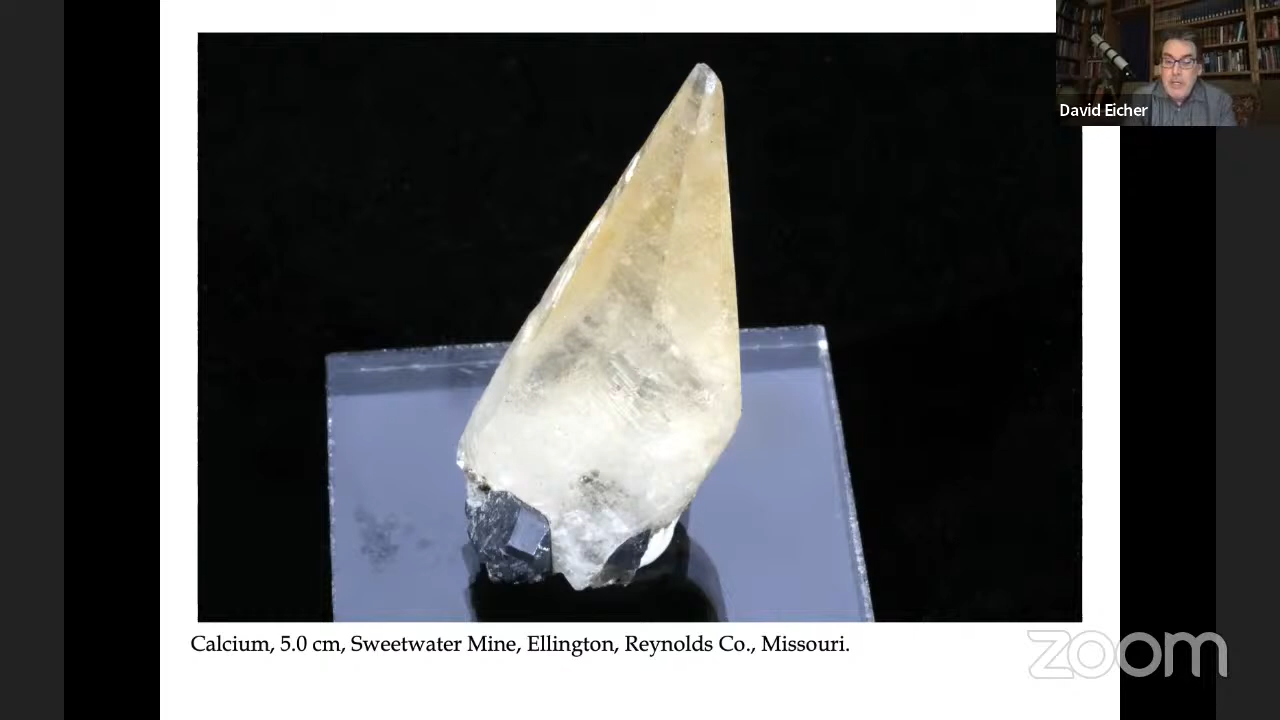 David Eicher
Calcium, 5.0 cm, Sweetwater Mine, Ellington, Reynolds Co., Missouri.
zoom